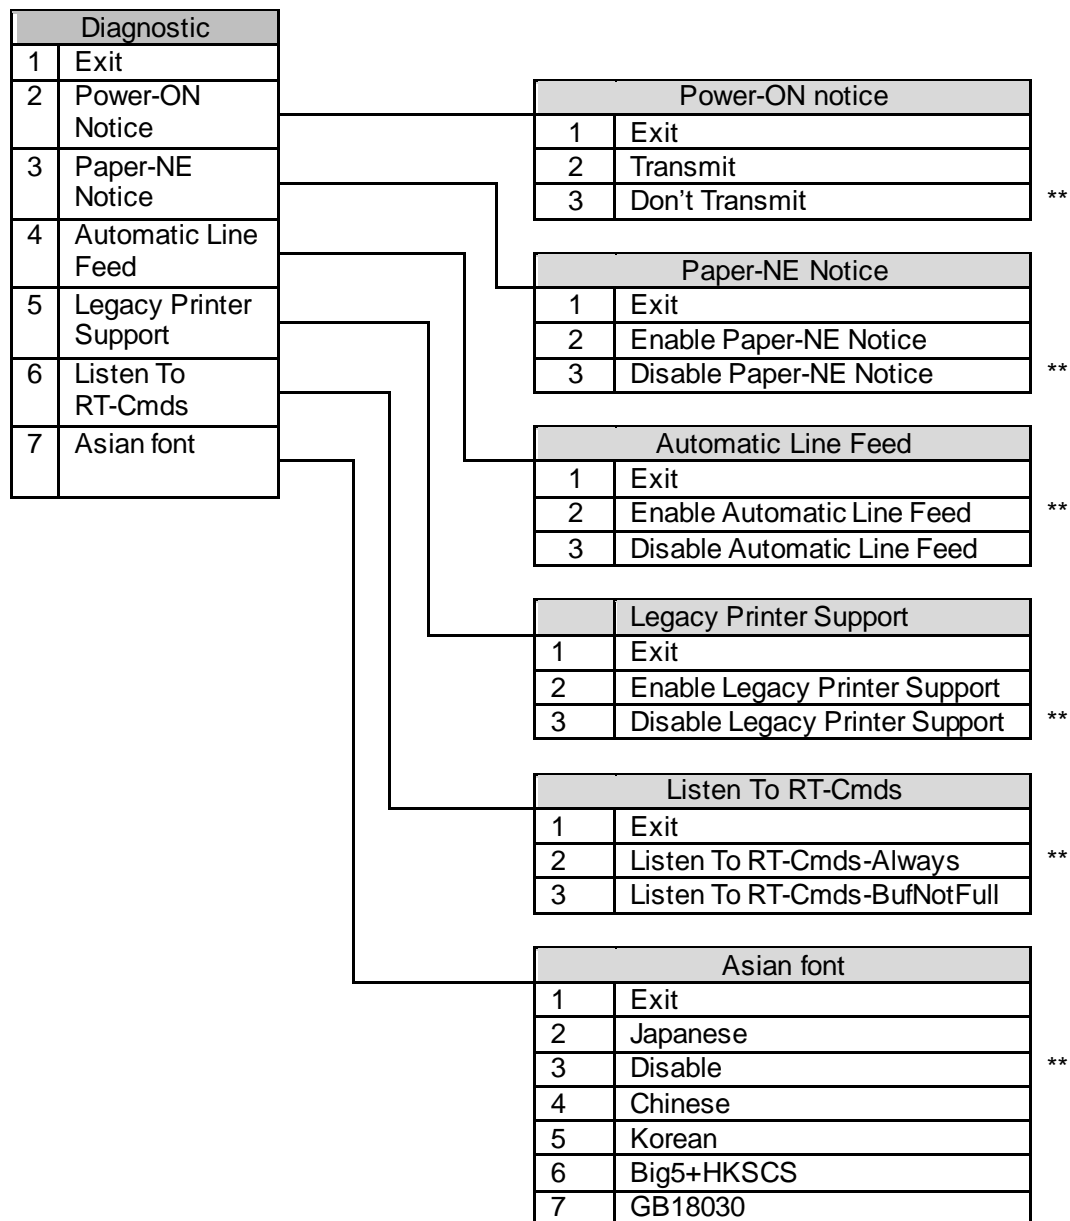 Diagnostic
1 Exit
2 Power-ON
Notice
3 Paper-NE
Notice
4 Automatic Line
Feed
5 Legacy Printer
Support
6 Listen To
RT-Cmds
7 Asian font
Power-ON notice
1 Exit
2 Transmit
3 Don’t Transmit **
Paper-NE Notice
1 Exit
2 Enable Paper-NE Notice
3 Disable Paper-NE Notice **
Automatic Line Feed
1 Exit
2 Enable Automatic Line Feed **
3 Disable Automatic Line Feed
Legacy Printer Support
1 Exit
2 Enable Legacy Printer Support
3 Disable Legacy Printer Support **
Listen To RT-Cmds
1 Exit
2 Listen To RT-Cmds-Always **
3 Listen To RT-Cmds-BufNotFull
Asian font
1 Exit
2 Japanese
3 Disable **
4 Chinese
5 Korean
6 Big5+HKSCS
7 GB18030